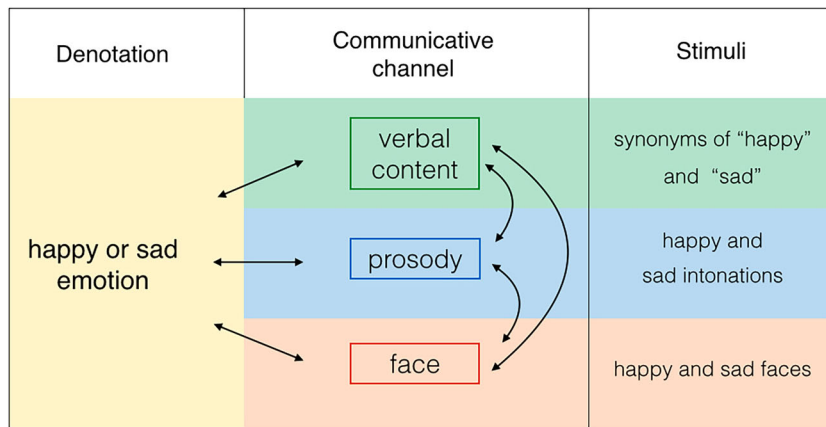 Denotation
Communicative
channel
Stimuli
happy or sad
emotion
verbal
content
synonyms of “happy”
and “sad”
prosody
happy and
sad intonations
face
happy and sad faces